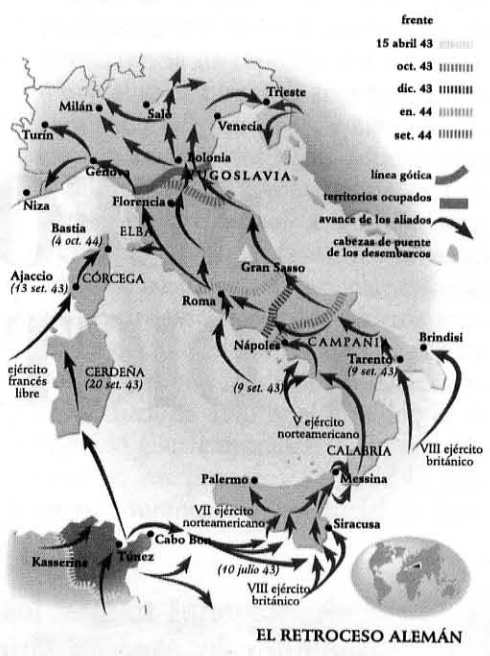 frente
15 abril 43
oct. 43
dic. 43
en. 44
set. 44
línea gótica
territorios ocupados
avance de los aliados
cabezas de puente
de los desembarcos
Milán
Saló
Trieste
Turín
Venecia
Génova
Bolonia
YUGOSLAVIA
Niza
Florencia
Bastia
(4 oct. 44)
ELBA
Ajaccio
(13 set. 43)
CÓRCEGA
Gran Sasso
Roma
Nápoles
CAMPANIA
Brindisi
Tarento
(9 set. 43)
ejército
francés
libre
CERDEÑA
(20 set. 43)
(9 set. 43)
V ejército
norteamericano
VIII ejército
británico
CALABRIA
Palermo
Messina
VII ejército
norteamericano
Siracusa
Cabo Bon
Kasserine
Túnez
(10 julio 43)
VIII ejército
británico
EL RETROCESO ALEMÁN